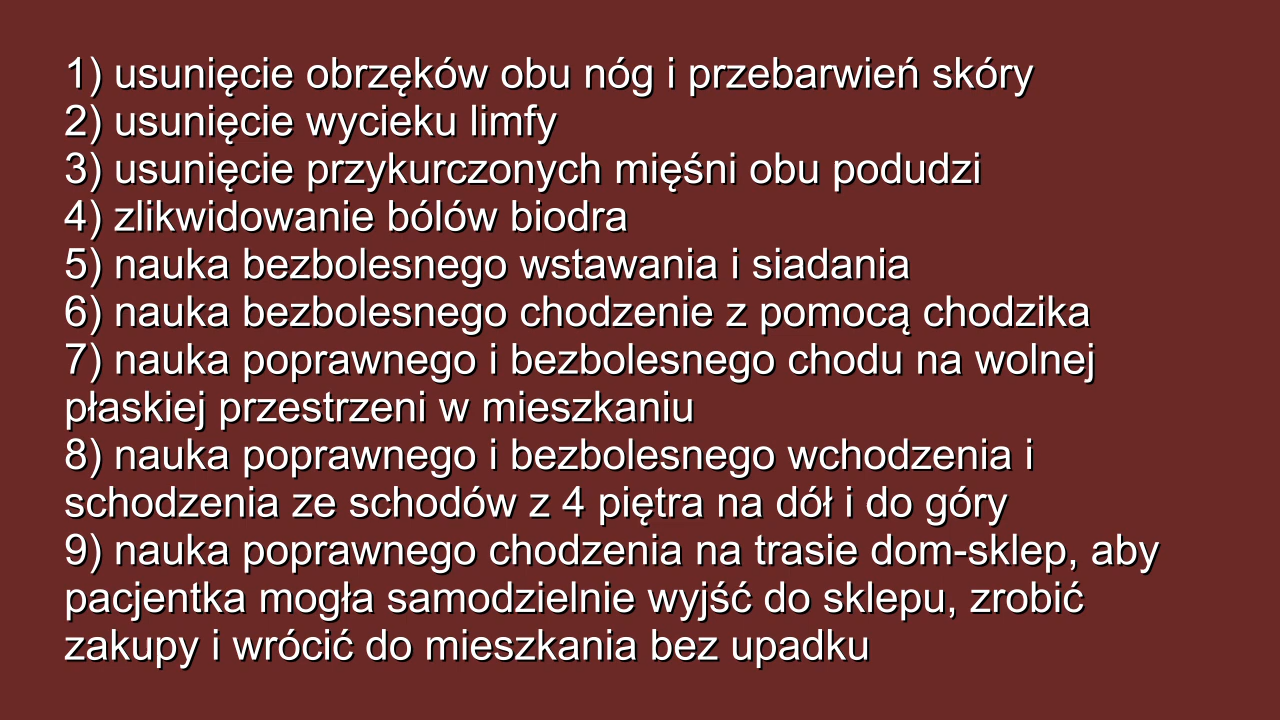 1) usunięcie obrzęków obu nóg i przebarwień skóry
2) usunięcie wycieku limfy
3) usunięcie przykurczonych mięśni obu podudzi
4) zlikwidowanie bólów biodra
5) nauka bezbolesnego wstawania i siadania
6) nauka bezbolesnego chodzenie z pomocą chodzika
7) nauka poprawnego i bezbolesnego chodu na wolnej
płaskiej przestrzeni w mieszkaniu
8) nauka poprawnego i bezbolesnego wchodzenia i
schodzenia ze schodów z 4 piętra na dół i do góry
9) nauka poprawnego chodzenia na trasie dom-sklep, aby
pacjentka mogła samodzielnie wyjść do sklepu, zrobić
zakupy i wrócić do mieszkania bez upadku